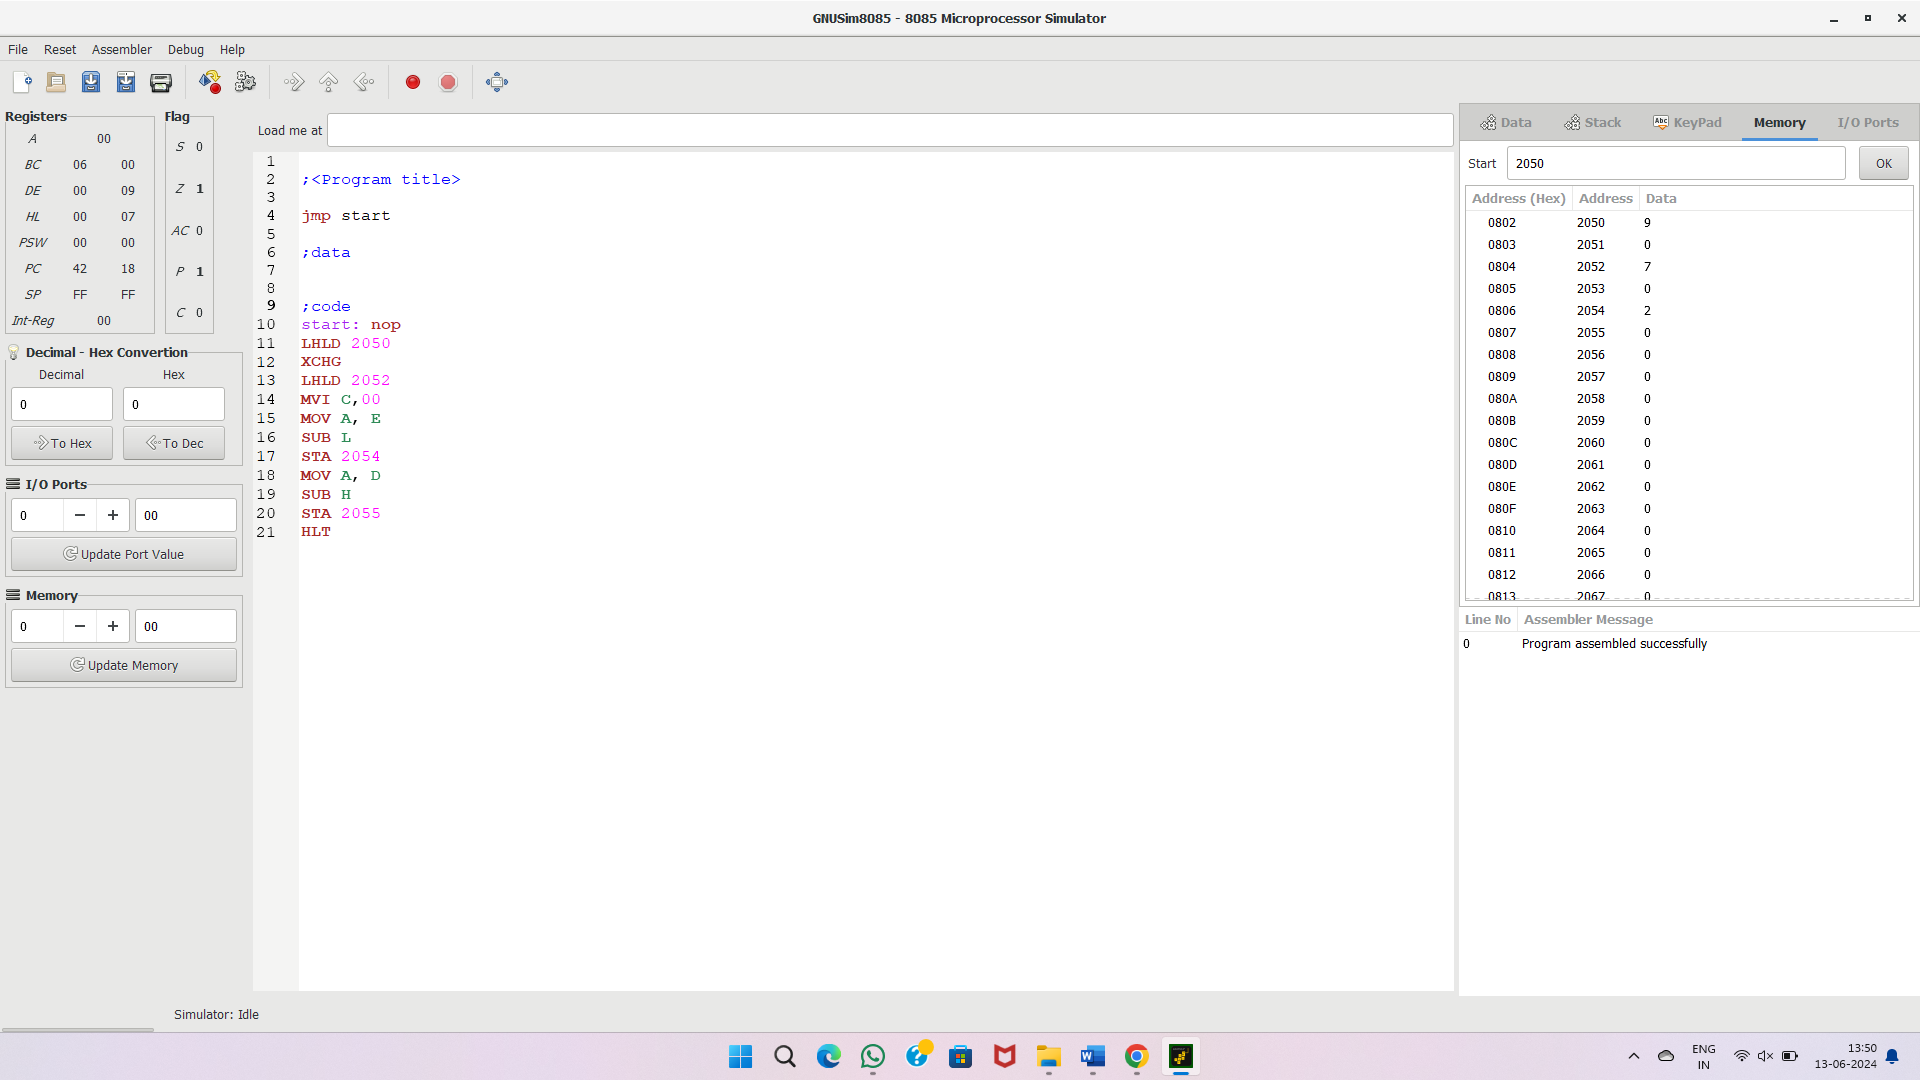 GNUSim8085 - 8085 Microprocessor Simulator
File Reset Assembler Debug Help
Registers
A 00
BC 06 00
DE 00 09
HL 00 07
PSW 00 00
PC 42 18
SP FF FF
Int-Reg 00
Flag
S 0
Z 1
AC 0
P 1
C 0
Decimal - Hex Convertion
Decimal Hex
0 0
To Hex To Dec
I/O Ports
0 − + 00
Update Port Value
Memory
0 − + 00
Update Memory
Load me at
1
2 ;<Program title>
3
4 jmp start
5
6 ;data
7
8
9 ;code
10 start: nop
11 LHLD 2050
12 XCHG
13 LHLD 2052
14 MVI C,00
15 MOV A, E
16 SUB L
17 STA 2054
18 MOV A, D
19 SUB H
20 STA 2055
21 HLT
Data Stack Abc KeyPad Memory I/O Ports
Start 2050 OK
Address (Hex) Address Data
0802 2050 9
0803 2051 0
0804 2052 7
0805 2053 0
0806 2054 2
0807 2055 0
0808 2056 0
0809 2057 0
080A 2058 0
080B 2059 0
080C 2060 0
080D 2061 0
080E 2062 0
080F 2063 0
0810 2064 0
0811 2065 0
0812 2066 0
0813 2067 0
Line No Assembler Message
0 Program assembled successfully
Simulator: Idle
ENG
IN
13:50
13-06-2024